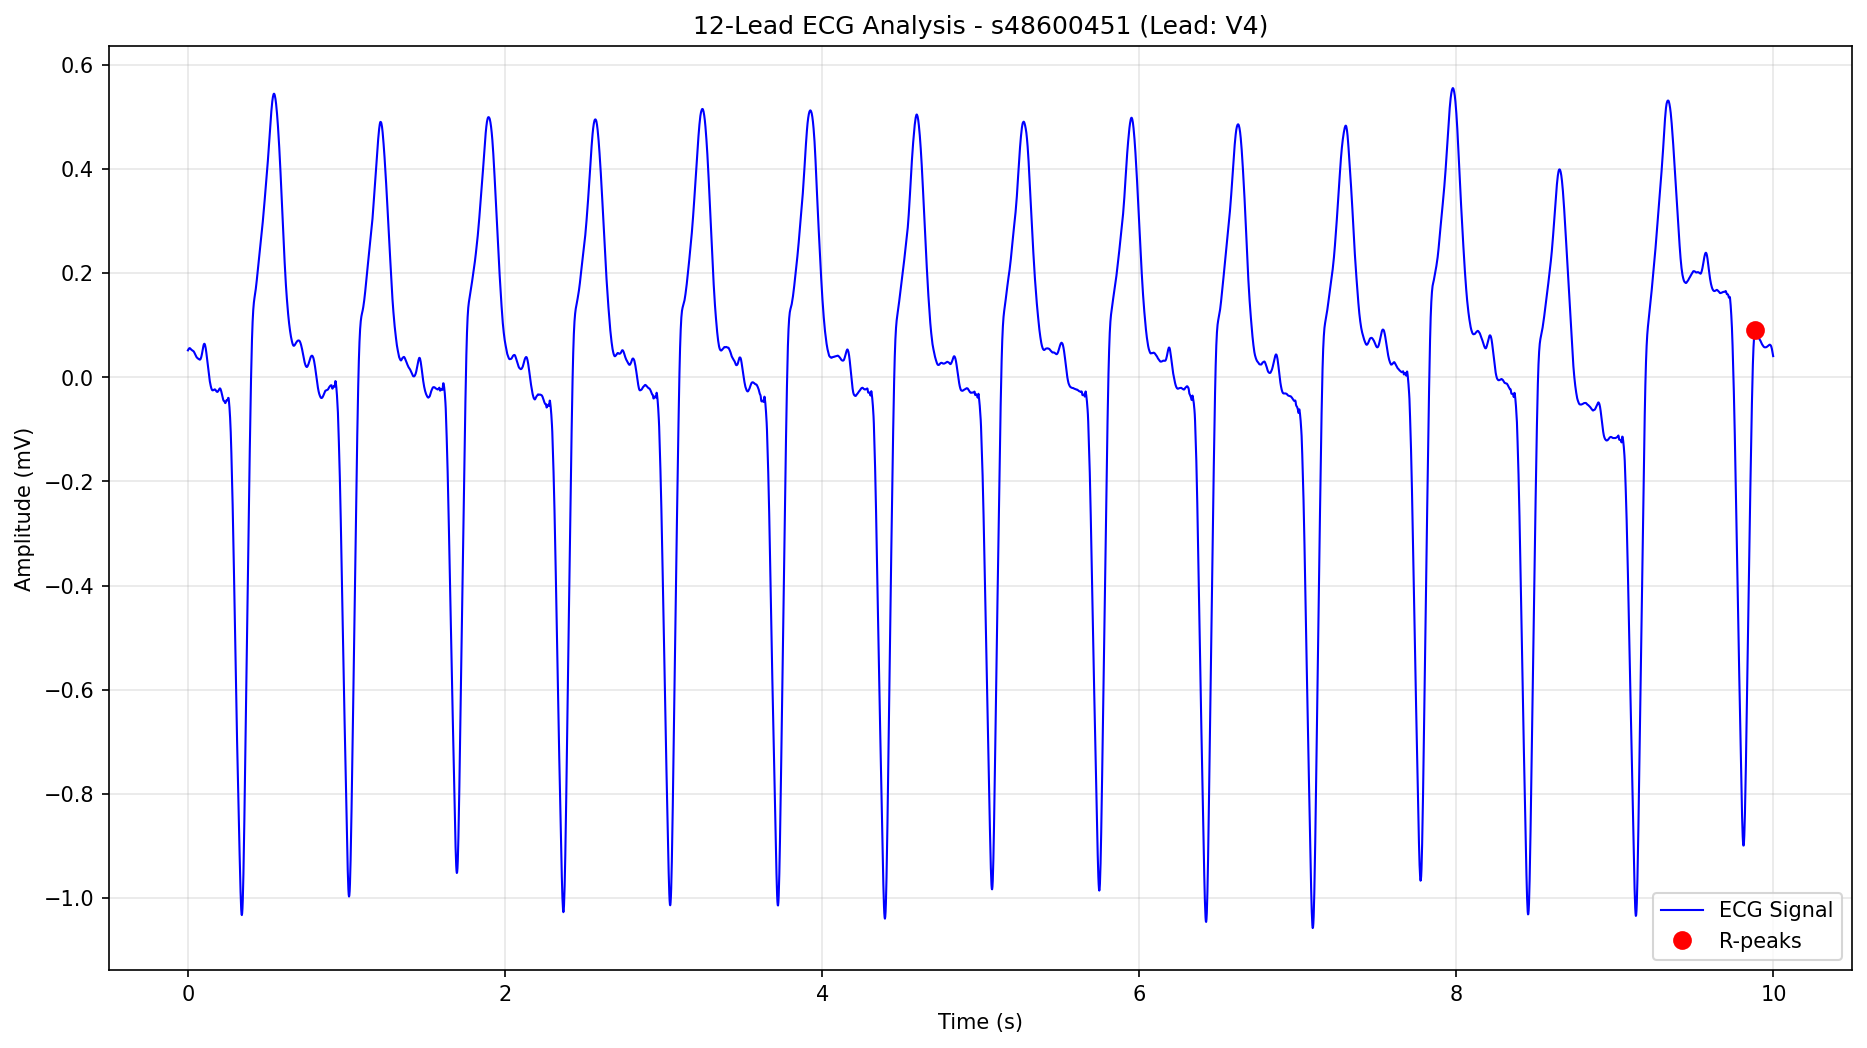 12-Lead ECG Analysis - s48600451 (Lead: V4)
Amplitude (mV)
0.6
0.4
0.2
0.0
−0.2
−0.4
−0.6
−0.8
−1.0
ECG Signal
R-peaks
0 2 4 6 8 10
Time (s)